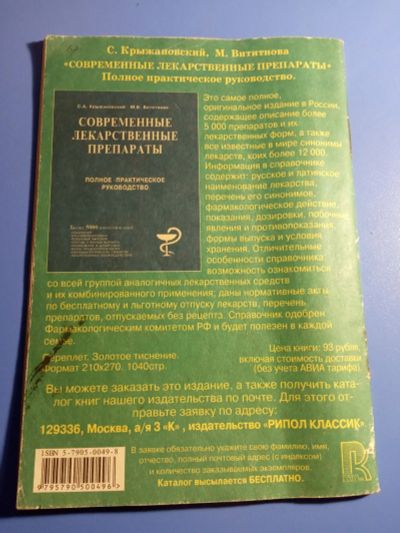 С. Крыжановский, М. Вититнова
«СОВРЕМЕННЫЕ ЛЕКАРСТВЕННЫЕ ПРЕПАРАТЫ»
Полное практическое руководство.
С.А. Крыжановский М.Б. Вититнова
СОВРЕМЕННЫЕ
ЛЕКАРСТВЕННЫЕ
ПРЕПАРАТЫ
ПОЛНОЕ ПРАКТИЧЕСКОЕ
РУКОВОДСТВО
Это самое полное,
оригинальное издание в России,
содержащее описание более
5 000 препаратов и их
лекарственных форм, а также
все известные в мире синонимы
лекарств, коих более 12 000.
Информация в справочнике
содержит: русское и латинское
наименование лекарства,
перечень его синонимов,
фармакологическое действие,
показания, дозировки, побочные
явления и противопоказания,
формы выпуска и условия
хранения. Отличительные
особенности справочника
возможность ознакомиться
со всей группой аналогичных лекарственных средств
и их комбинированного применения; даны нормативные акты
по бесплатному и льготному отпуску лекарств, перечень
препаратов, отпускаемых без рецепта. Справочник одобрен
Фармакологическим комитетом РФ и будет полезен в каждой
семье.
Переплет. Золотое тиснение.
Формат 210х270. 1040стр.
Цена книги: 93 рубля,
включая стоимость доставки
(без учета АВИА тарифа).
Вы можете заказать это издание, а также получить ката-
лог книг нашего издательства по почте. Для этого от-
правьте заявку по адресу:
129336, Москва, а/я 3 «К» , издательство «РИПОЛ КЛАССИК»
В заявке обязательно укажите свою фамилию, имя,
отчество, полный почтовый адрес (с индексом)
и количество заказываемых экземпляров.
Каталог высылается БЕСПЛАТНО.
ISBN 5-7905-0049-8
9795790500496